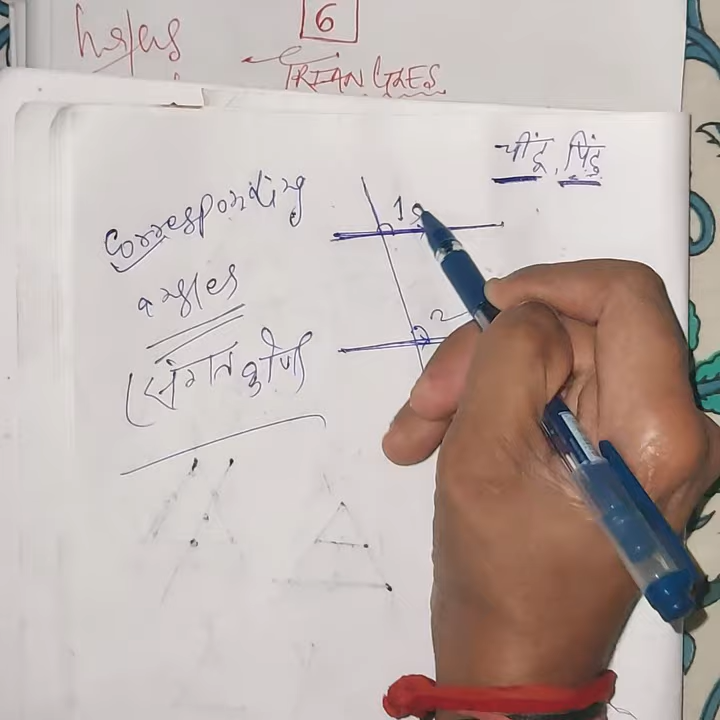 6
TRIANGLES
चींटू, पिंटू
Corresponding
angles
(संगत कोण)
1
2